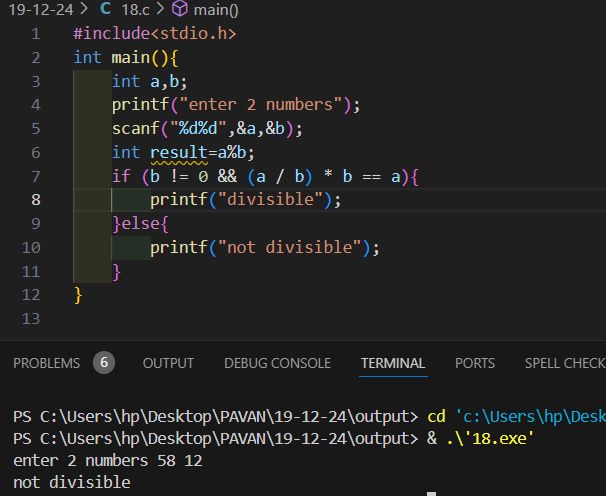 19-12-24 > C 18.c > main()
1 #include<stdio.h>
2 int main(){
3 int a,b;
4 printf("enter 2 numbers");
5 scanf("%d%d",&a,&b);
6 int result=a%b;
7 if (b != 0 && (a / b) * b == a){
8 printf("divisible");
9 }else{
10 printf("not divisible");
11 }
12 }
13
PROBLEMS 6 OUTPUT DEBUG CONSOLE TERMINAL PORTS SPELL CHECK
PS C:\Users\hp\Desktop\PAVAN\19-12-24\output> cd 'c:\Users\hp\Desk
PS C:\Users\hp\Desktop\PAVAN\19-12-24\output> & .\'18.exe'
enter 2 numbers 58 12
not divisible